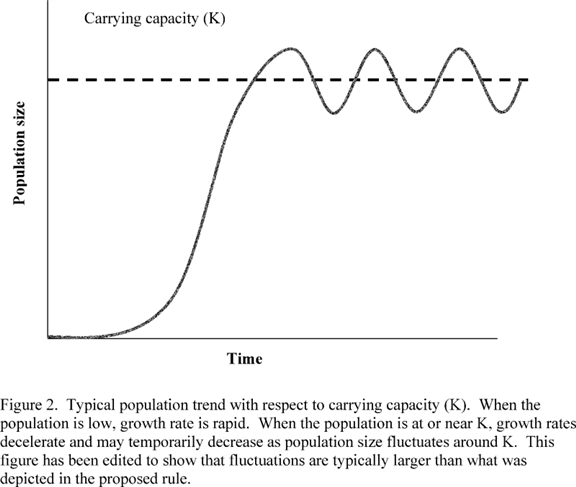 Carrying capacity (K)
Population size
Time
Figure 2.  Typical population trend with respect to carrying capacity (K).  When the
population is low, growth rate is rapid.  When the population is at or near K, growth rates
decelerate and may temporarily decrease as population size fluctuates around K.  This
figure has been edited to show that fluctuations are typically larger than what was
depicted in the proposed rule.